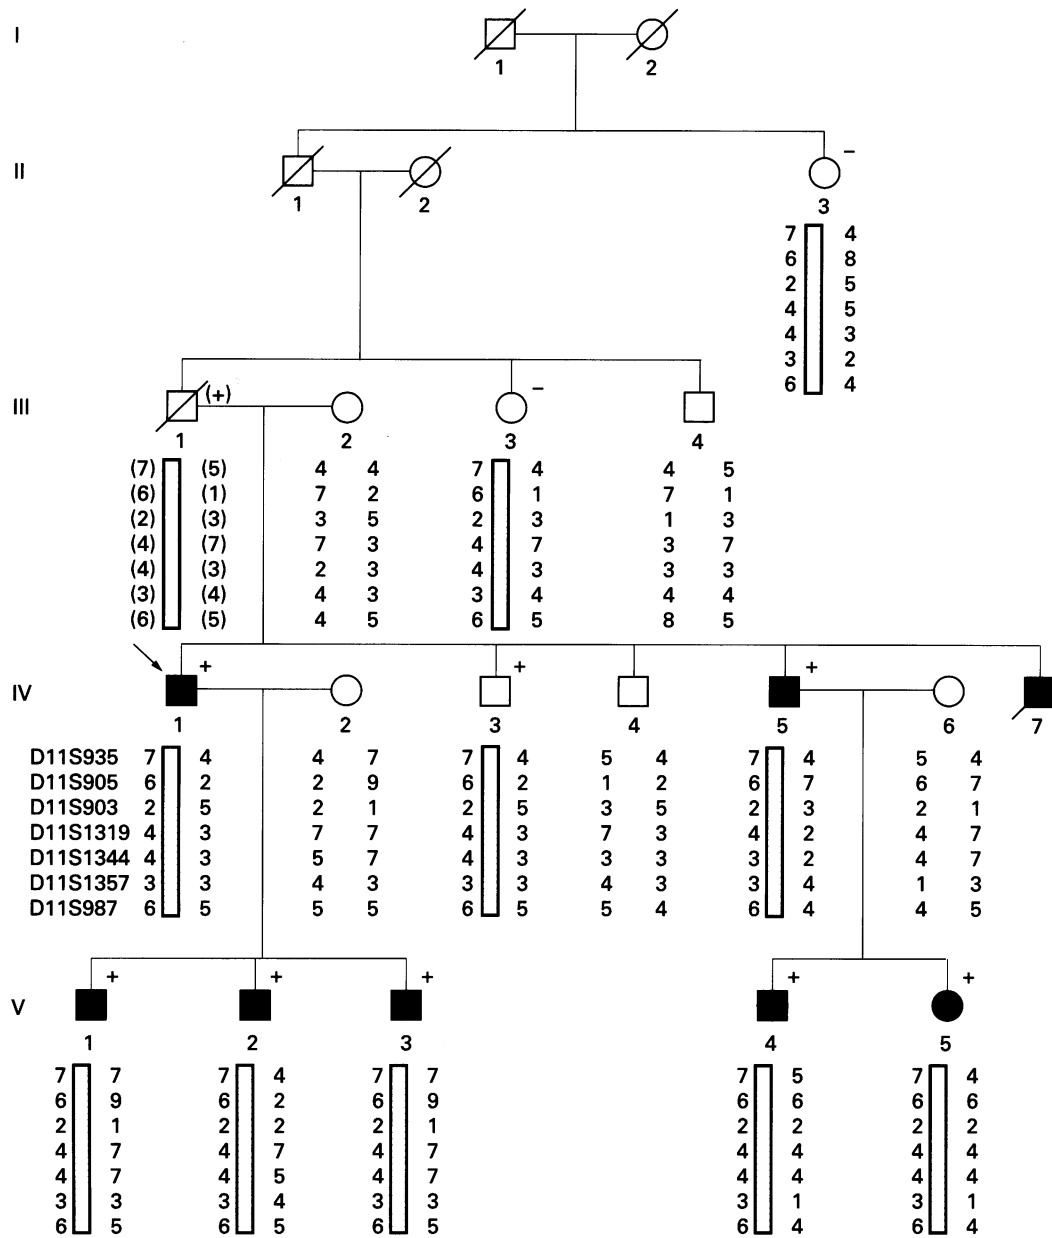 I
1 2
II
−
1 2 3
7 4
6 8
2 5
4 5
4 3
3 2
6 4
III
(+) −
1 2 3 4
(7) (5) 4 4 7 4 4 5
(6) (1) 7 2 6 1 7 1
(2) (3) 3 5 2 3 1 3
(4) (7) 7 3 4 7 3 7
(4) (3) 2 3 4 3 3 3
(3) (4) 4 3 3 4 4 4
(6) (5) 4 5 6 5 8 5
IV
+ + +
1 2 3 4 5 6 7
D11S935 7 4 4 7 7 4 5 4 7 4 5 4
D11S905 6 2 2 9 6 2 1 2 6 7 6 7
D11S903 2 5 2 1 2 5 3 5 2 3 2 1
D11S1319 4 3 7 7 4 3 7 3 4 2 4 7
D11S1344 4 3 5 7 4 3 3 3 3 2 4 7
D11S1357 3 3 4 3 3 3 4 3 3 4 1 3
D11S987 6 5 5 5 6 5 5 4 6 4 4 5
V
+ + + + +
1 2 3 4 5
7 7 7 4 7 7 7 5 7 4
6 9 6 2 6 9 6 6 6 6
2 1 2 2 2 1 2 2 2 2
4 7 4 7 4 7 4 4 4 4
4 7 4 5 4 7 4 4 4 4
3 3 3 4 3 3 3 1 3 1
6 5 6 5 6 5 6 4 6 4